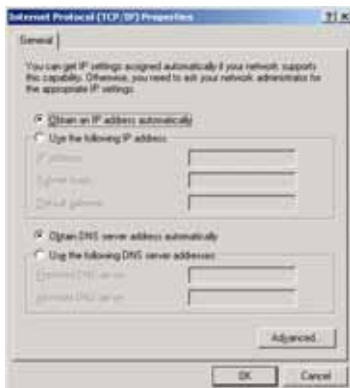 Internet Protocol (TCP/IP) Properties
General
You can get IP settings assigned automatically if your network supports
this capability. Otherwise, you need to ask your network administrator for
the appropriate IP settings.
Obtain an IP address automatically
Use the following IP address:
IP address:
Subnet mask:
Default gateway:
Obtain DNS server address automatically
Use the following DNS server addresses:
Preferred DNS server:
Alternate DNS server:
Advanced...
OK
Cancel